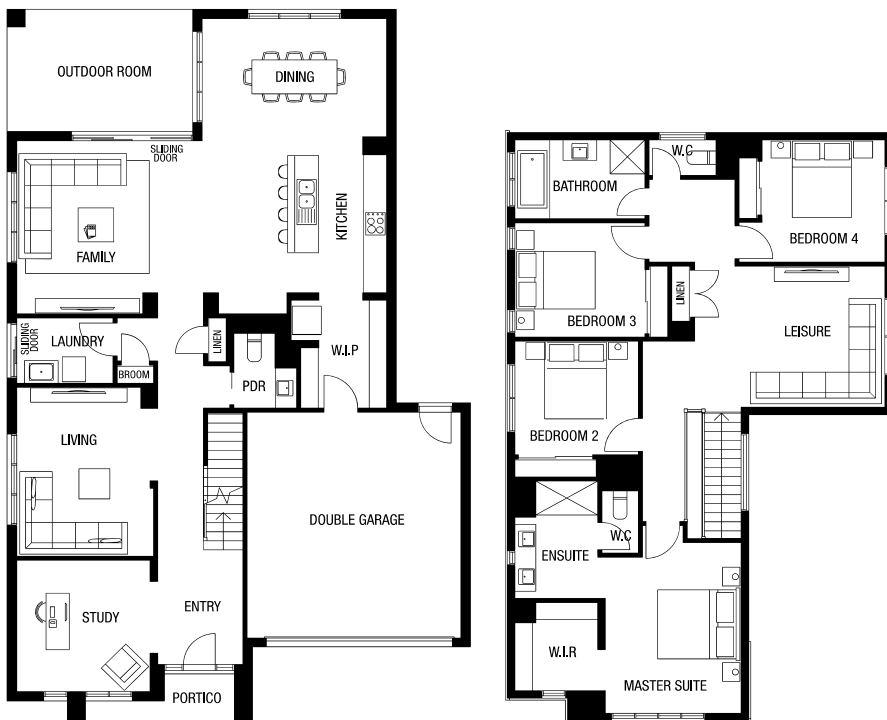 OUTDOOR ROOM
DINING
SLIDING
DOOR
KITCHEN
FAMILY
SLIDING
DOOR
LAUNDRY
LINEN
W.I.P
BROOM
PDR
LIVING
DOUBLE GARAGE
STUDY
ENTRY
PORTICO
W.C
BATHROOM
BEDROOM 4
LINEN
BEDROOM 3
LEISURE
BEDROOM 2
W.C
ENSUITE
W.I.R
MASTER SUITE